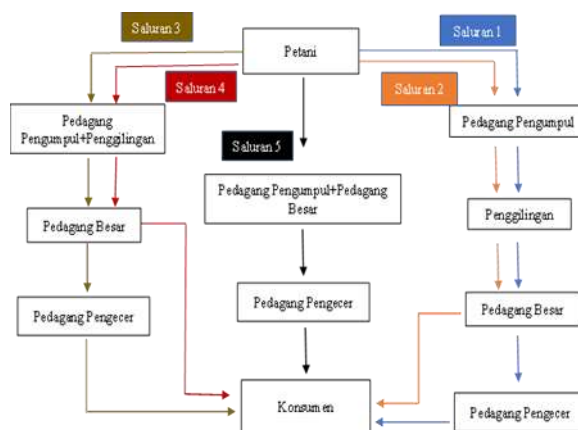 Saluran 3
Saluran 1
Petani
Saluran 4
Saluran 2
Pedagang
Pengumpul+Penggilingan
Pedagang Pengumpul
Saluran 5
Pedagang Pengumpul+Pedagang
Besar
Penggilingan
Pedagang Besar
Pedagang Pengecer
Pedagang Pengecer
Pedagang Besar
Konsumen
Pedagang Pengecer